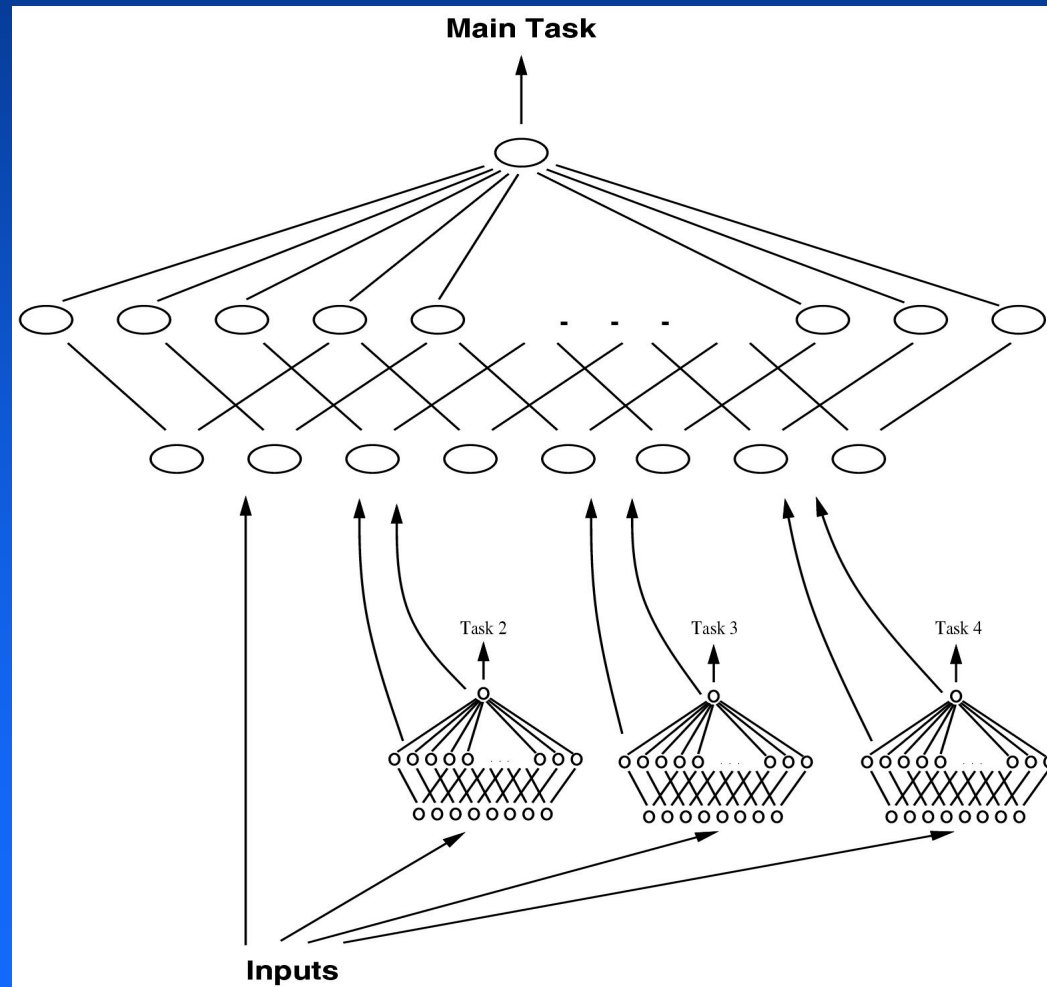 Main Task
- - -
Task 2
Task 3
Task 4
. . .
. . .
. . .
Inputs